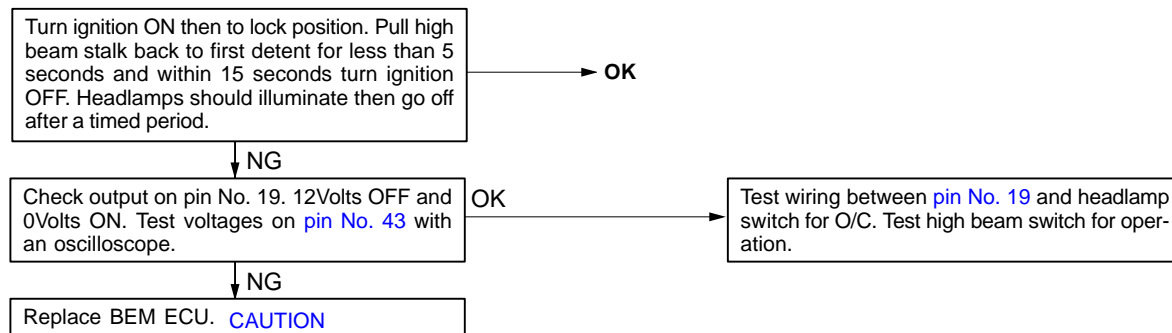 Turn ignition ON then to lock position. Pull high
beam stalk back to first detent for less than 5
seconds and within 15 seconds turn ignition
OFF. Headlamps should illuminate then go off
after a timed period.
OK
NG
Check output on pin No. 19. 12Volts OFF and
0Volts ON. Test voltages on pin No. 43 with
an oscilloscope.
OK
Test wiring between pin No. 19 and headlamp
switch for O/C. Test high beam switch for oper-
ation.
NG
Replace BEM ECU. CAUTION